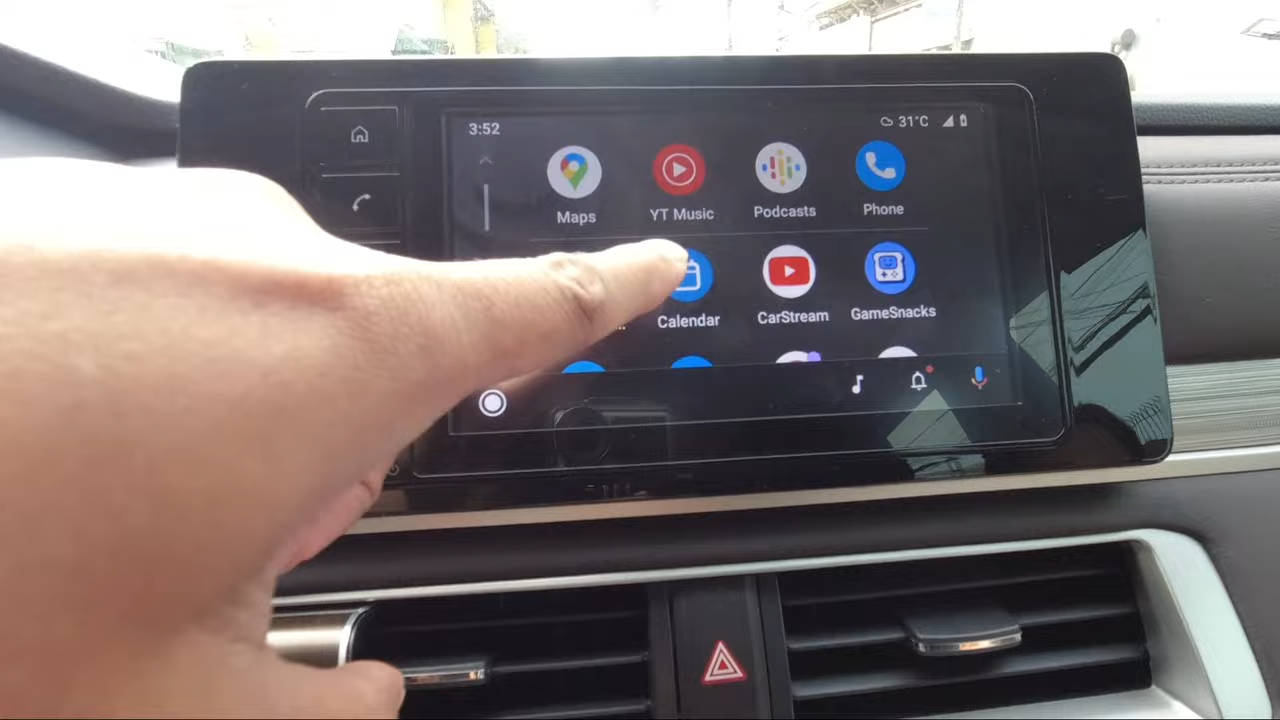 3:52
31°C
Maps
YT Music
Podcasts
Phone
Calendar
CarStream
GameSnacks